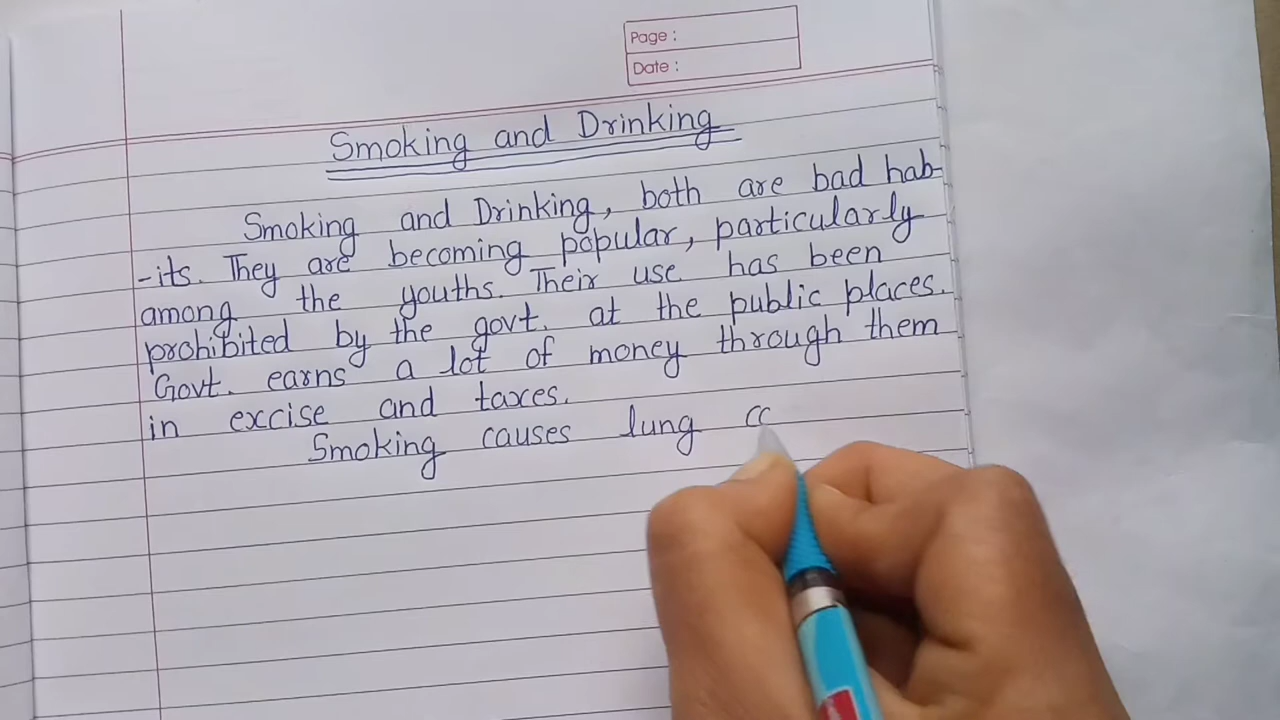 Page :
Date :
Smoking and Drinking
Smoking and Drinking, both are bad hab-
-its. They are becoming popular, particularly
among the youths. Their use has been
prohibited by the govt. at the public places.
Govt. earns a lot of money through them
in excise and taxes.
Smoking causes lung